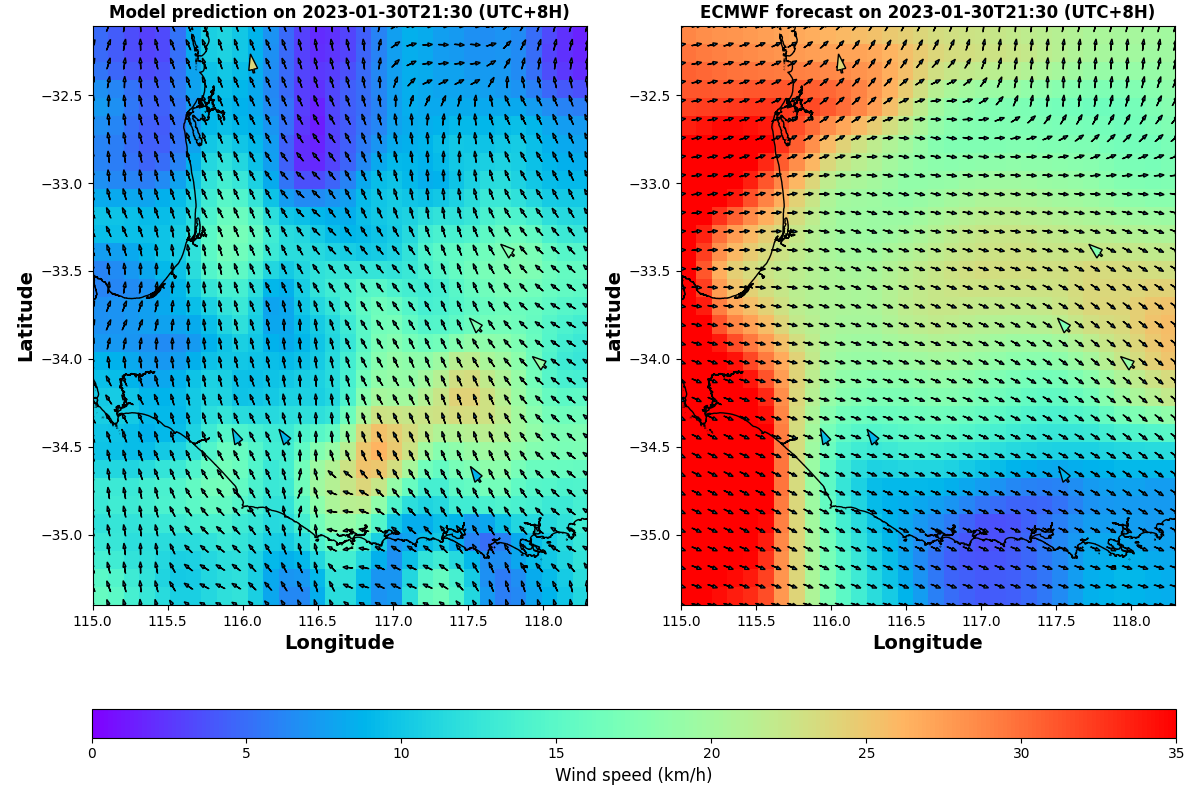 Model prediction on 2023-01-30T21:30 (UTC+8H)
ECMWF forecast on 2023-01-30T21:30 (UTC+8H)
Latitude
−32.5
−33.0
−33.5
−34.0
−34.5
−35.0
115.0 115.5 116.0 116.5 117.0 117.5 118.0
Longitude
Latitude
−32.5
−33.0
−33.5
−34.0
−34.5
−35.0
115.0 115.5 116.0 116.5 117.0 117.5 118.0
Longitude
0 5 10 15 20 25 30 35
Wind speed (km/h)